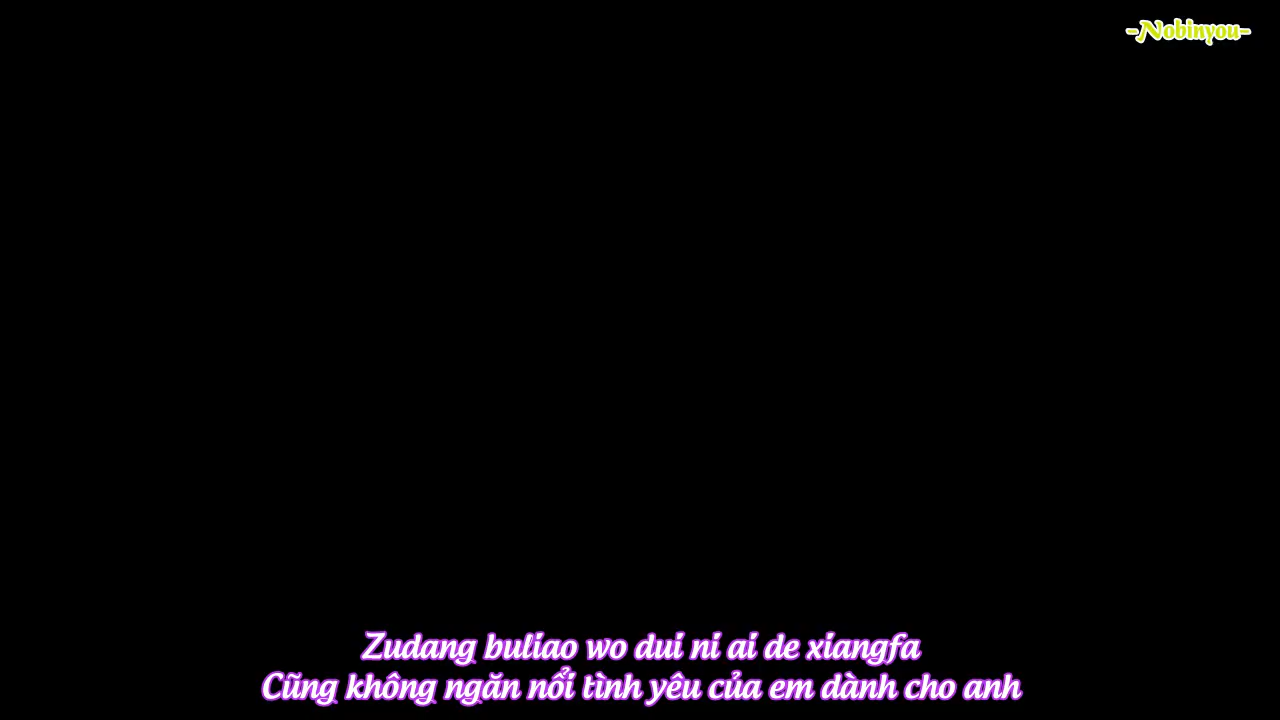 -Nobinyou-
Zudang buliao wo dui ni ai de xiangfa
Cũng không ngăn nổi tình yêu của em dành cho anh